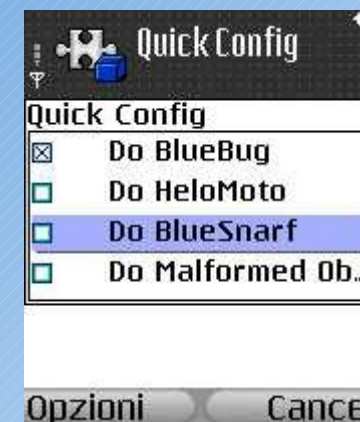 Quick Config
Quick Config
Do BlueBug
Do HeloMoto
Do BlueSnarf
Do Malformed Ob..
Opzioni Cance